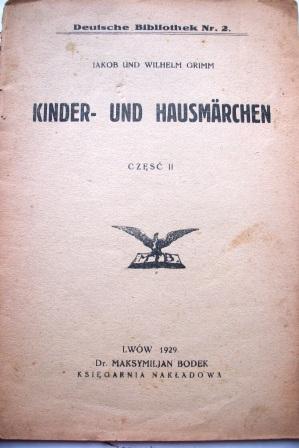 Deutsche Bibliothek Nr. 2.
JAKOB UND WILHELM GRIMM
KINDER- UND HAUSMÄRCHEN
CZĘŚĆ II
M B
LWÓW 1929
Dr. MAKSYMILJAN BODEK
KSIĘGARNIA NAKŁADOWA